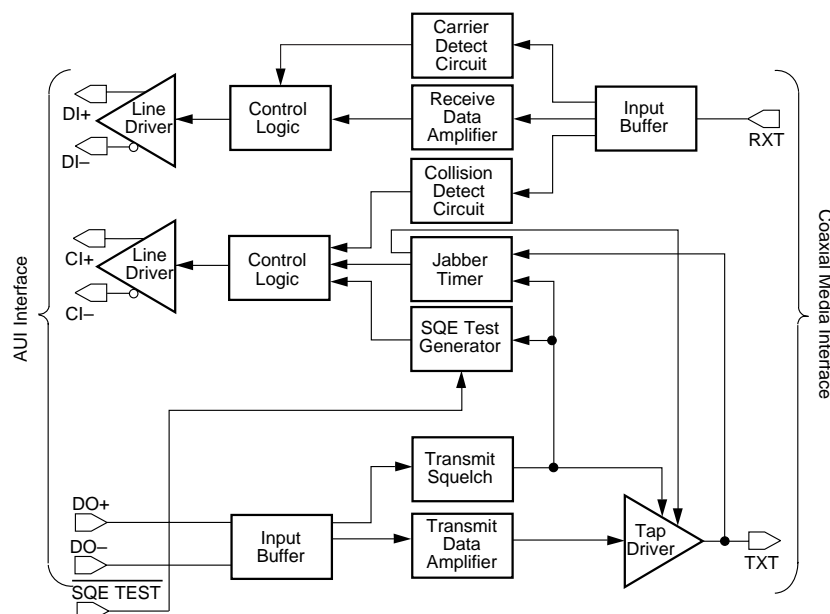 Carrier
Detect
Circuit
DI+
Line
Driver
DI–
Control
Logic
Receive
Data
Amplifier
Input
Buffer
RXT
Collision
Detect
Circuit
CI+
Line
Driver
CI–
Control
Logic
Jabber
Timer
SQE Test
Generator
AUI Interface
Coaxial Media Interface
Transmit
Squelch
DO+
DO–
Input
Buffer
Transmit
Data
Amplifier
Tap
Driver
TXT
SQE TEST